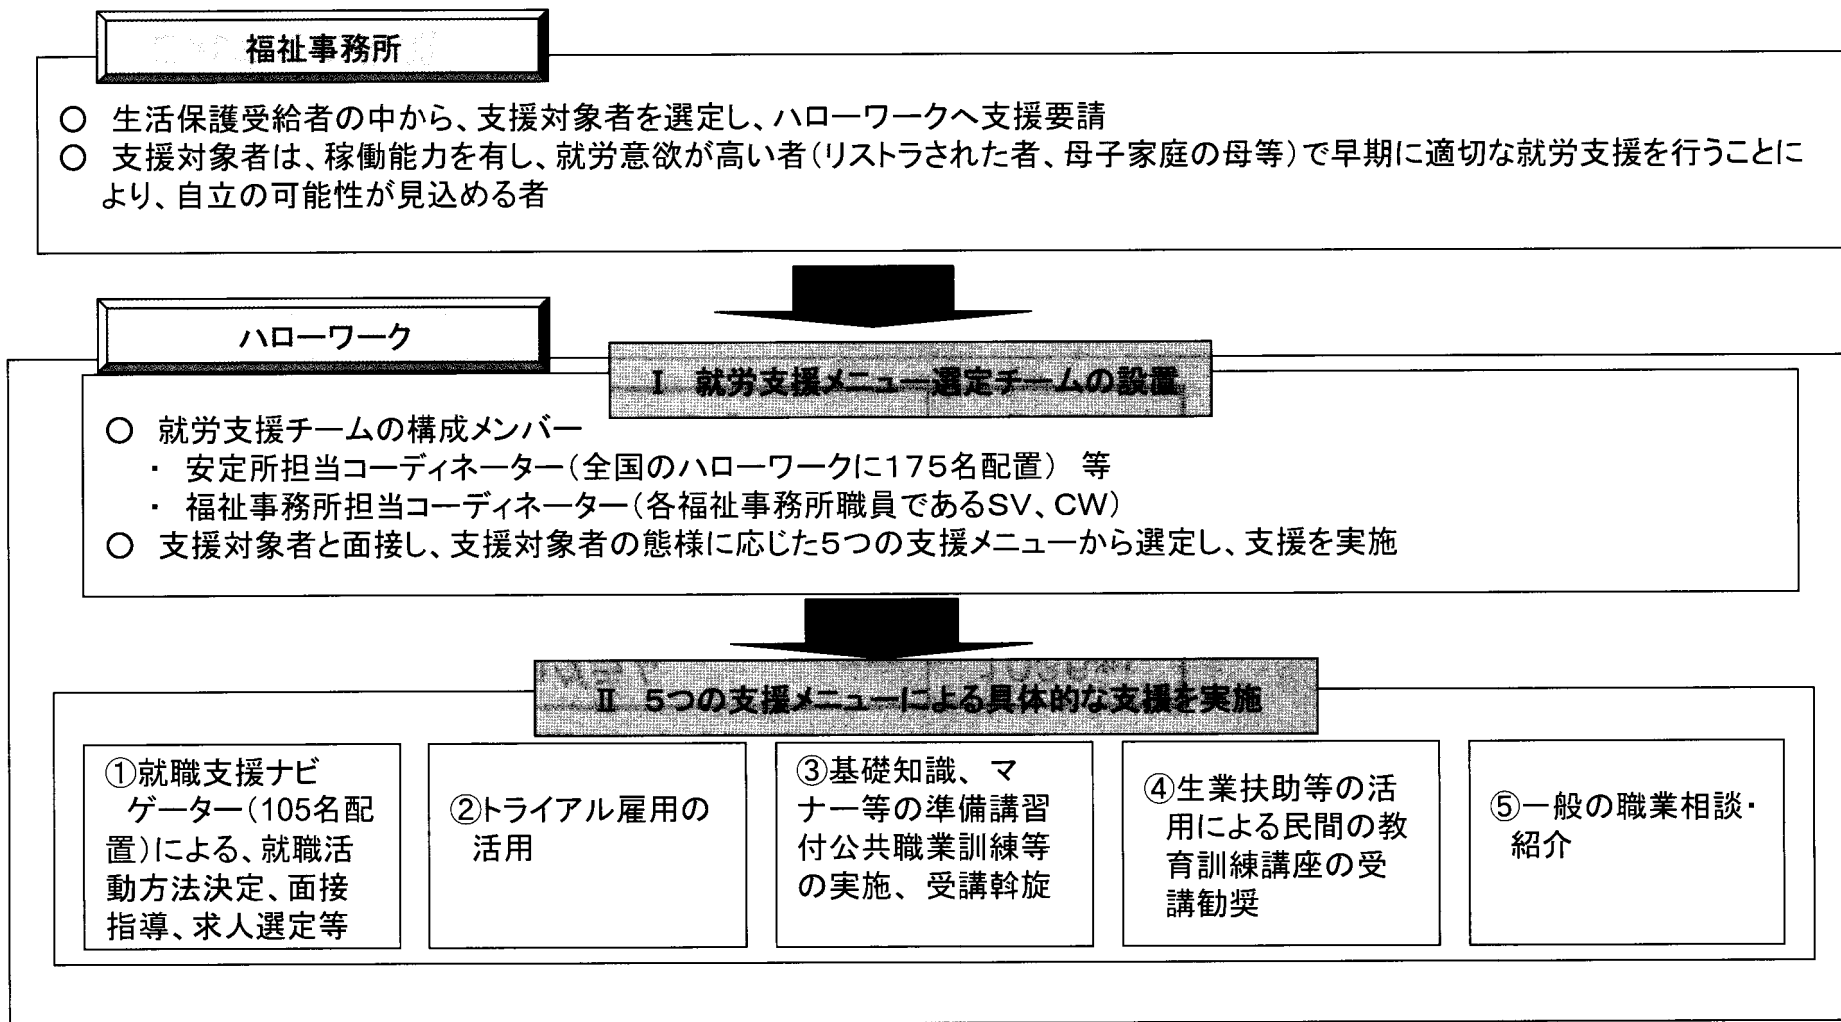 福祉事務所
○ 生活保護受給者の中から、支援対象者を選定し、ハローワークへ支援要請
○ 支援対象者は、稼働能力を有し、就労意欲が高い者(リストラされた者、母子家庭の母等)で早期に適切な就労支援を行うことに
より、自立の可能性が見込める者
ハローワーク
Ⅰ 就労支援メニュー選定チームの設置
○ 就労支援チームの構成メンバー
・ 安定所担当コーディネーター(全国のハローワークに175名配置) 等
・ 福祉事務所担当コーディネーター(各福祉事務所職員であるSV、CW)
○ 支援対象者と面接し、支援対象者の態様に応じた5つの支援メニューから選定し、支援を実施
Ⅱ 5つの支援メニューによる具体的な支援を実施
①就職支援ナビ
ゲーター(105名配
置)による、就職活
動方法決定、面接
指導、求人選定等
②トライアル雇用の
活用
③基礎知識、マ
ナー等の準備講習
付公共職業訓練等
の実施、受講斡旋
④生業扶助等の活
用による民間の教
育訓練講座の受
講勧奨
⑤一般の職業相談・
紹介